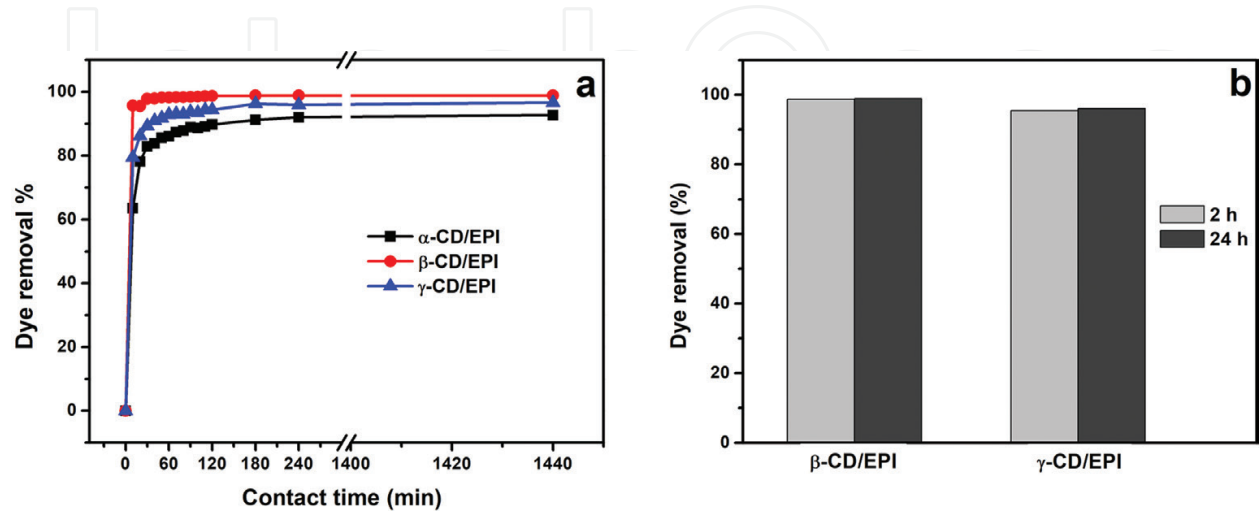 a
100
80
60
40
20
0
Dye removal %
α-CD/EPI
β-CD/EPI
γ-CD/EPI
0 60 120 180 240 1400 1420 1440
Contact time (min)
b
100
80
60
40
20
0
Dye removal (%)
2 h
24 h
β-CD/EPI γ-CD/EPI